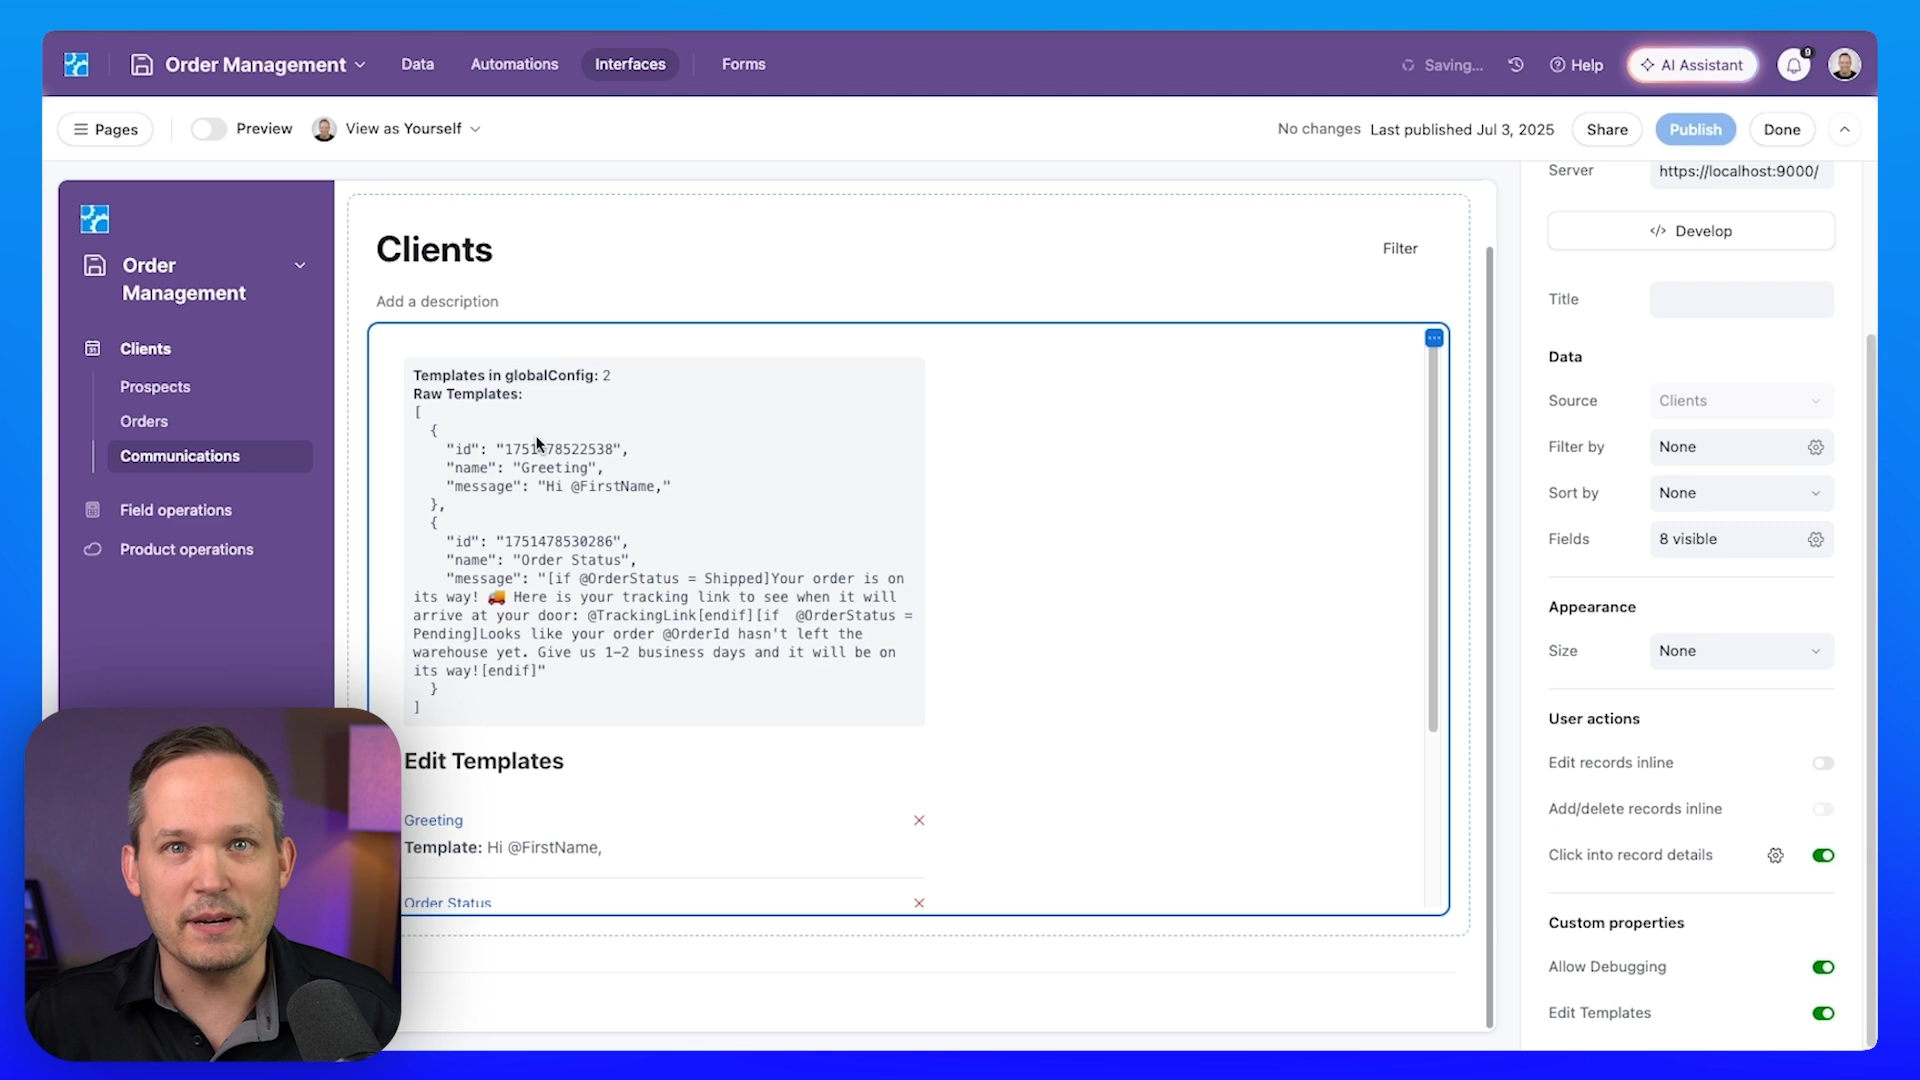 Order Management
Data
Automations
Interfaces
Forms
Saving...
Help
AI Assistant
9
Pages
Preview
View as Yourself
No changes
Last published Jul 3, 2025
Share
Publish
Done
Order
Management
Clients
Prospects
Orders
Communications
Field operations
Product operations
Clients
Filter
Add a description
Templates in globalConfig: 2
Raw Templates:
[
{
"id": "1751478522538",
"name": "Greeting",
"message": "Hi @FirstName,"
},
{
"id": "1751478530286",
"name": "Order Status",
"message": "[if @OrderStatus = Shipped]Your order is on
its way! 🚚 Here is your tracking link to see when it will
arrive at your door: @TrackingLink[endif][if  @OrderStatus =
Pending]Looks like your order @OrderId hasn't left the
warehouse yet. Give us 1–2 business days and it will be on
its way![endif]"
}
]
Edit Templates
Greeting
Template: Hi @FirstName,
Order Status
Server
https://localhost:9000/
</> Develop
Title
Data
Source
Clients
Filter by
None
Sort by
None
Fields
8 visible
Appearance
Size
None
User actions
Edit records inline
Add/delete records inline
Click into record details
Custom properties
Allow Debugging
Edit Templates